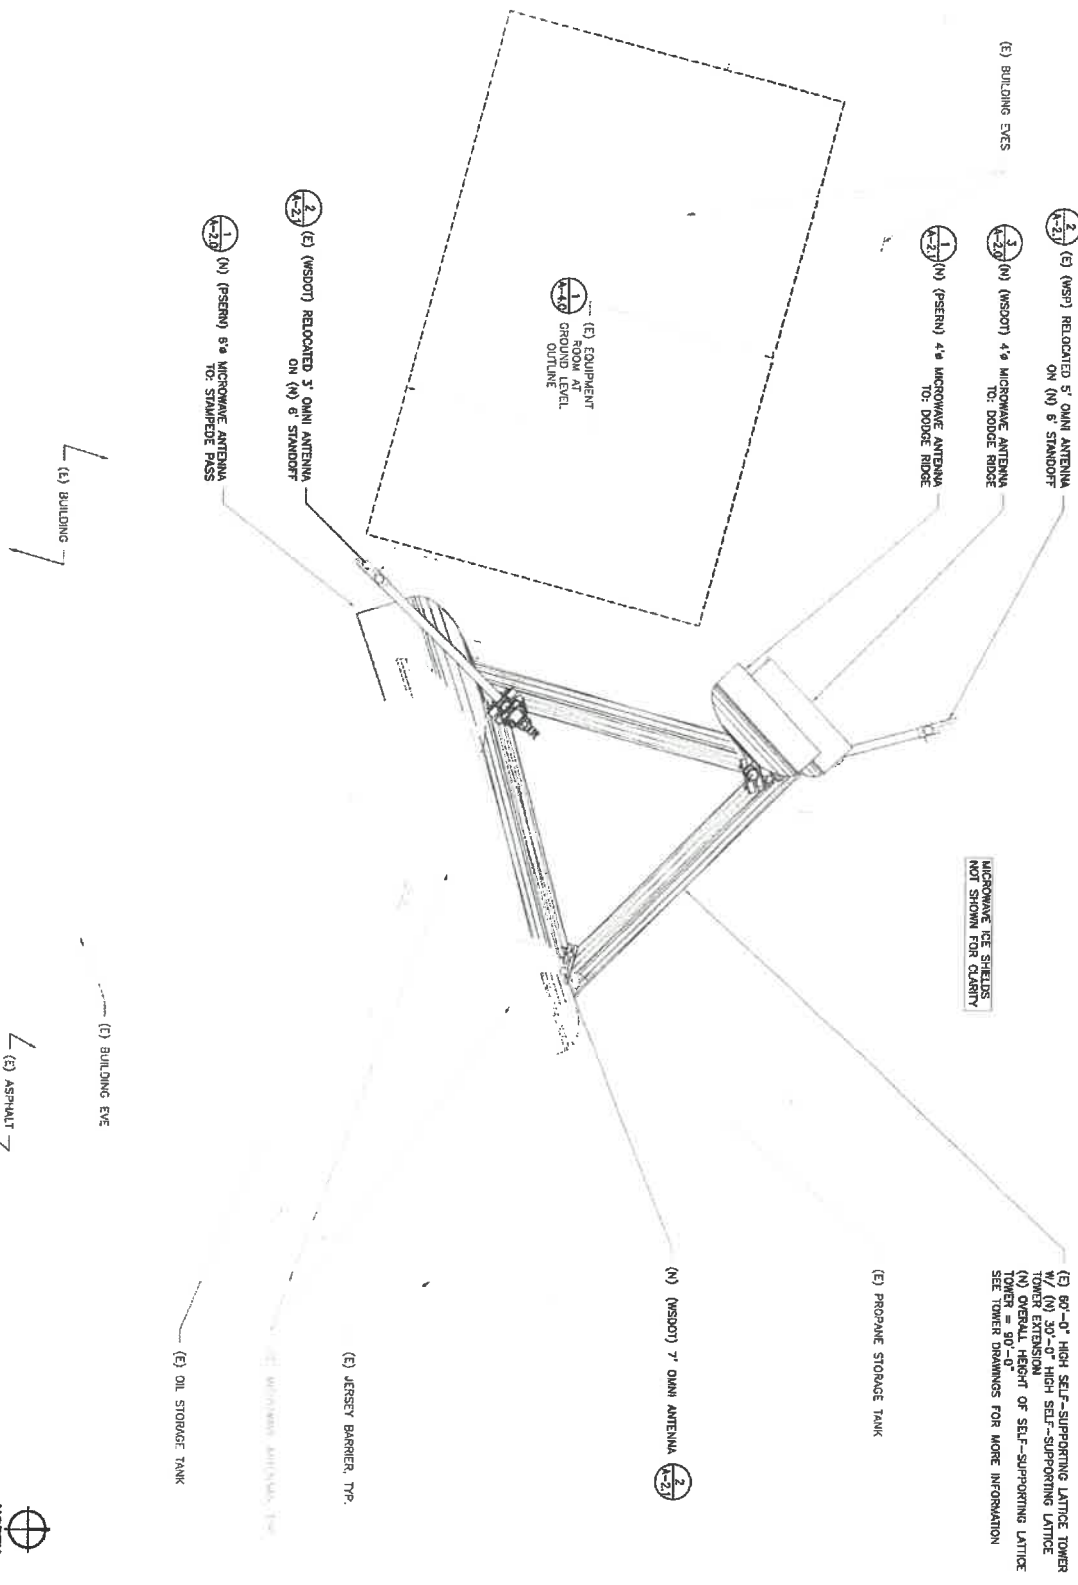 (E) BUILDING EVES
2
A-2.1
(E) (WSP) RELOCATED 5' OMNI ANTENNA
ON (N) 6' STANDOFF
3
A-2.0
(N) (WSDOT) 4'ø MICROWAVE ANTENNA
TO: DODGE RIDGE
1
A-2.1
(N) (PSERN) 4'ø MICROWAVE ANTENNA
TO: DODGE RIDGE
1
A-4.0
(E) EQUIPMENT
ROOM AT
GROUND LEVEL
OUTLINE
2
A-2.1
(E) (WSDOT) RELOCATED 3' OMNI ANTENNA
ON (N) 6' STANDOFF
1
A-2.0
(N) (PSERN) 6'ø MICROWAVE ANTENNA
TO: STAMPEDE PASS
(E) BUILDING
MICROWAVE ICE SHIELDS
NOT SHOWN FOR CLARITY
(E) BUILDING EVE
(E) ASPHALT
(E) 60'-0" HIGH SELF-SUPPORTING LATTICE TOWER
W/ (N) 30'-0" HIGH SELF-SUPPORTING LATTICE
TOWER EXTENSION
(N) OVERALL HEIGHT OF SELF-SUPPORTING LATTICE
TOWER = 90'-0"
SEE TOWER DRAWINGS FOR MORE INFORMATION
(E) PROPANE STORAGE TANK
(N) (WSDOT) 7' OMNI ANTENNA
2
A-2.1
(E) JERSEY BARRIER, TYP.
(E) MICROWAVE ANTENNA, TYP.
(E) OIL STORAGE TANK